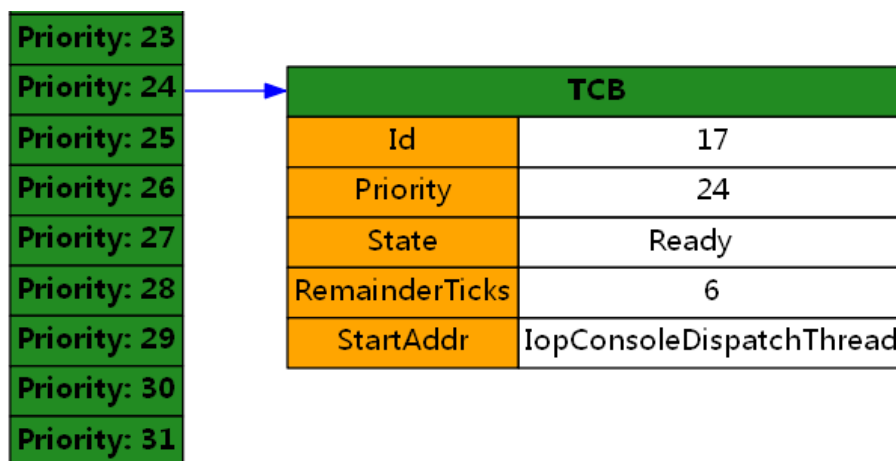 Priority: 23
Priority: 24
Priority: 25
Priority: 26
Priority: 27
Priority: 28
Priority: 29
Priority: 30
Priority: 31
TCB
Id 17
Priority 24
State Ready
RemainderTicks 6
StartAddr IopConsoleDispatchThread